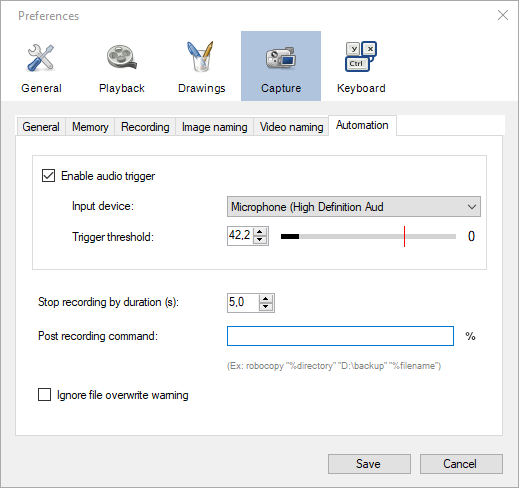 Preferences
General Playback Drawings Capture y x Ctrl Keyboard
General Memory Recording Image naming Video naming Automation
Enable audio trigger
Input device: Microphone (High Definition Aud
Trigger threshold: 42,2 0
Stop recording by duration (s): 5,0
Post recording command: %
(Ex: robocopy "%directory" "D:\backup" "%filename")
Ignore file overwrite warning
Save Cancel